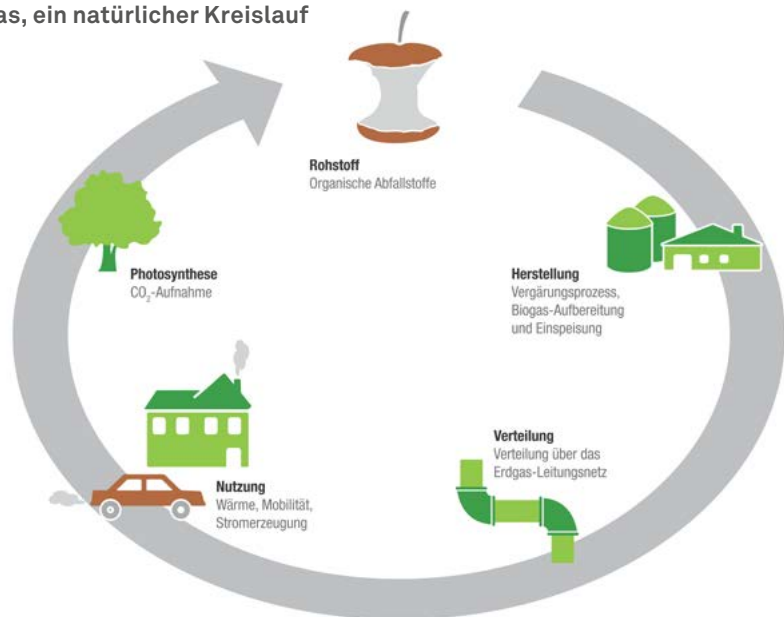 as, ein natürlicher Kreislauf
Rohstoff
Organische Abfallstoffe
Herstellung
Vergärungsprozess,
Biogas-Aufbereitung
und Einspeisung
Verteilung
Verteilung über das
Erdgas-Leitungsnetz
Nutzung
Wärme, Mobilität,
Stromerzeugung
Photosynthese
CO₂-Aufnahme